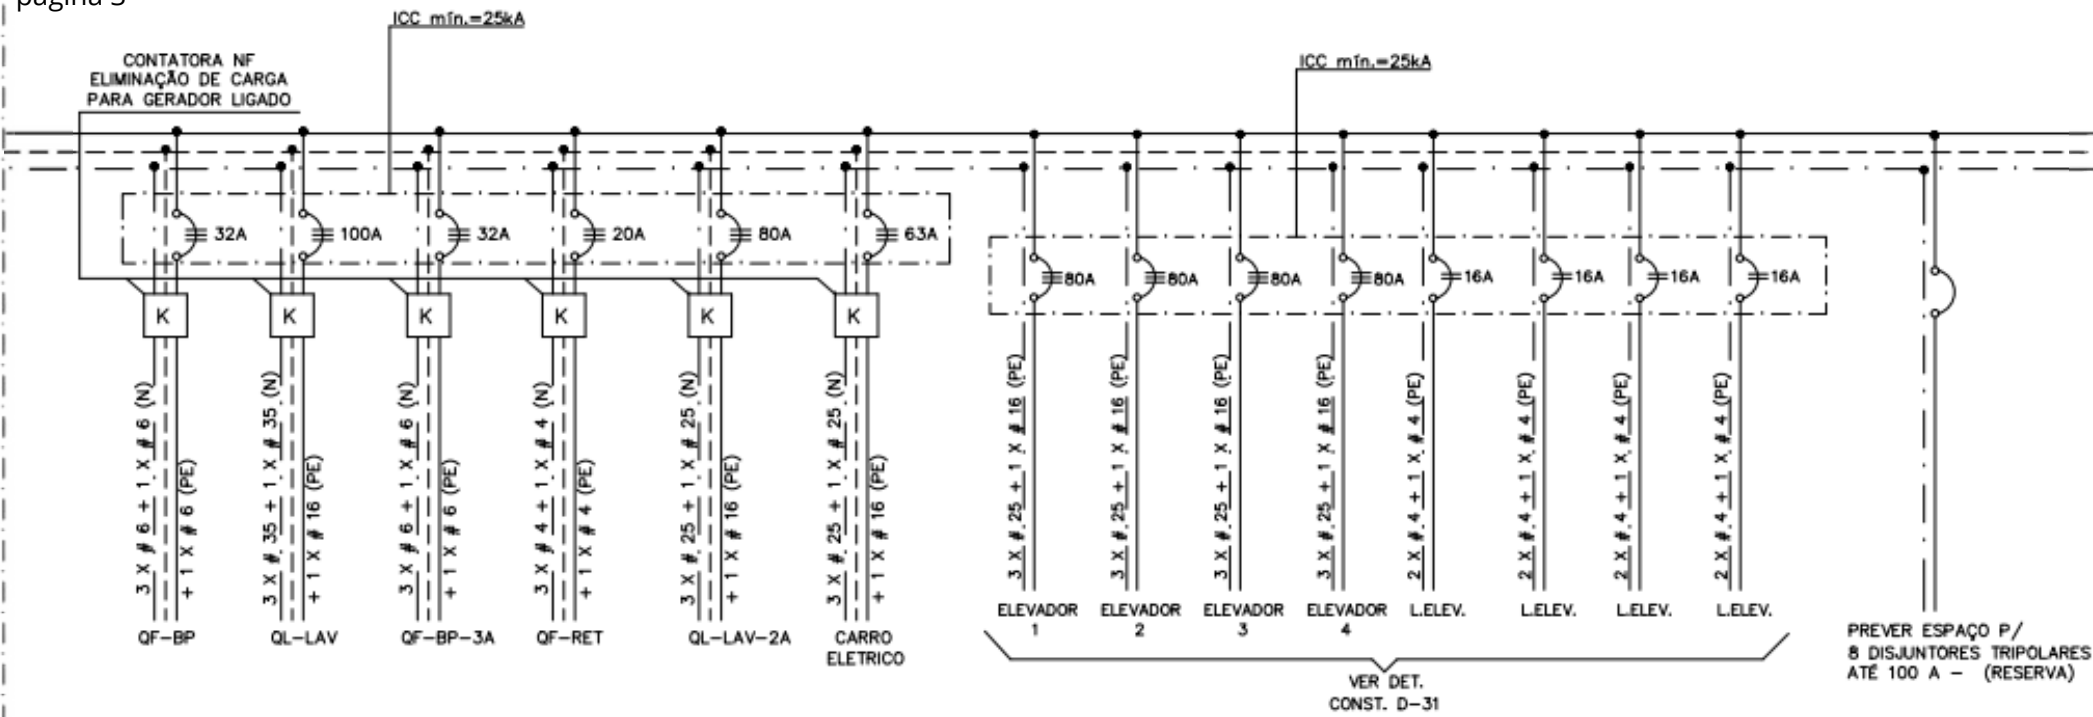 página 3
ICC mín.=25kA
CONTATORA NF
ELIMINAÇÃO DE CARGA
PARA GERADOR LIGADO
ICC mín.=25kA
32A
100A
32A
20A
80A
63A
80A
80A
80A
80A
16A
16A
16A
16A
K
K
K
K
K
K
3 X # 6 + 1 X # 6 (N)
+ 1 X # 6 (PE)
3 X # 35 + 1 X # 35 (N)
+ 1 X # 16 (PE)
3 X # 6 + 1 X # 6 (N)
+ 1 X # 6 (PE)
3 X # 4 + 1 X # 4 (N)
+ 1 X # 4 (PE)
3 X # 25 + 1 X # 25 (N)
+ 1 X # 16 (PE)
3 X # 25 + 1 X # 25 (N)
+ 1 X # 16 (PE)
3 X # 25 + 1 X # 16 (PE)
3 X # 25 + 1 X # 16 (PE)
3 X # 25 + 1 X # 16 (PE)
3 X # 25 + 1 X # 16 (PE)
2 X # 4 + 1 X # 4 (PE)
2 X # 4 + 1 X # 4 (PE)
2 X # 4 + 1 X # 4 (PE)
2 X # 4 + 1 X # 4 (PE)
QF-BP
QL-LAV
QF-BP-3A
QF-RET
QL-LAV-2A
CARRO
ELETRICO
ELEVADOR
1
ELEVADOR
2
ELEVADOR
3
ELEVADOR
4
L.ELEV.
L.ELEV.
L.ELEV.
L.ELEV.
VER DET.
CONST. D-31
PREVER ESPAÇO P/
8 DISJUNTORES TRIPOLARES
ATÉ 100 A - (RESERVA)